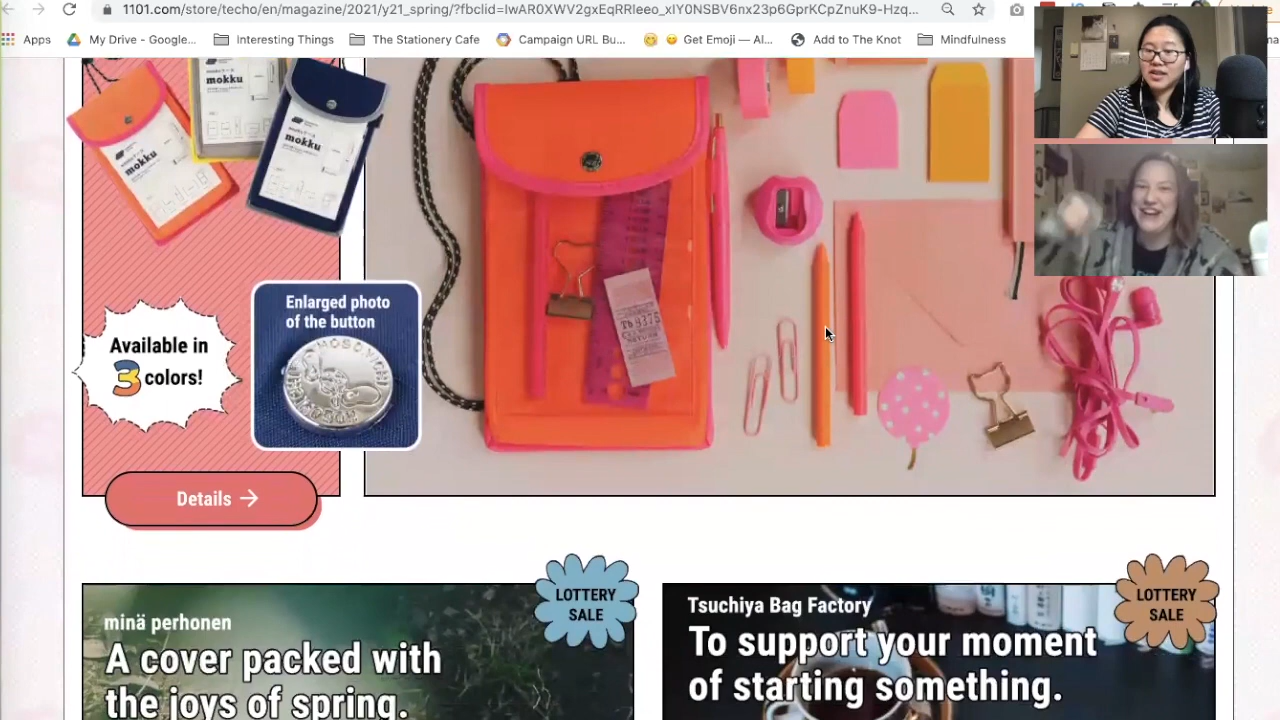 1101.com/store/techo/en/magazine/2021/y21_spring/?fbclid=IwAR0XWV2gxEqRRIeeo_xIY0NSBV6nx23p6GprKCpZnuK9-Hzq...
Apps
My Drive - Google...
Interesting Things
The Stationery Cafe
Campaign URL Bu...
Get Emoji — Al...
Add to The Knot
Mindfulness
mokku
mokku
mokku
Enlarged photo
of the button
Available in
3 colors!
Details →
LOTTERY
SALE
minä perhonen
A cover packed with
the joys of spring.
LOTTERY
SALE
Tsuchiya Bag Factory
To support your moment
of starting something.